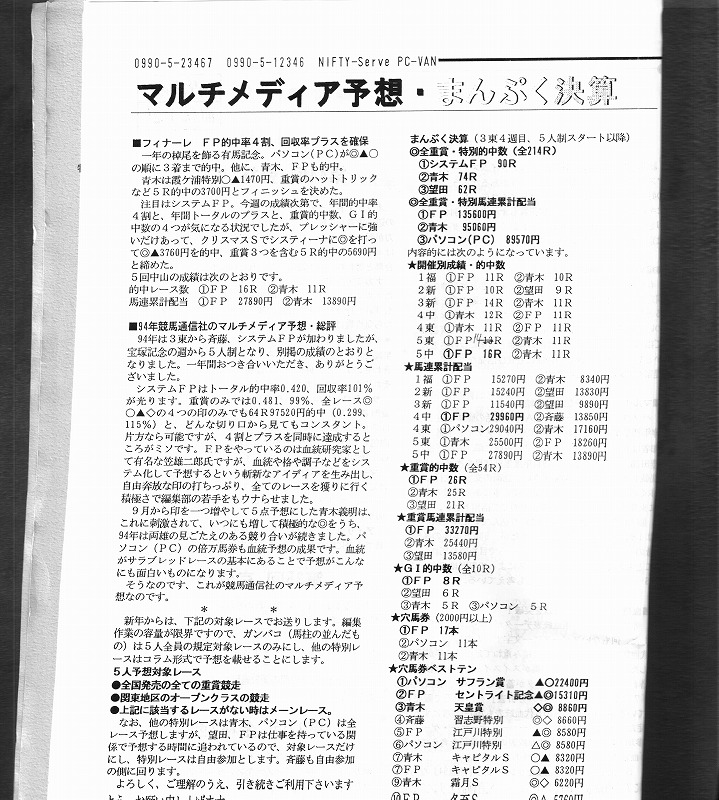 0990-5-23467 0990-5-12346 NIFTY-Serve PC-VAN
マルチメディア予想・まんぷく決算
■フィナーレ ＦＰ的中率４割、回収率プラスを確保
一年の棹尾を飾る有馬記念。パソコン(ＰＣ)が◎▲○
の順に３着まで的中。他に、青木、ＦＰも的中。
青木は霞ケ浦特別○▲1470円、重賞のハットトリック
など５Ｒ的中の3700円とフィニッシュを決めた。
注目はシステムＦＰ。今週の成績次第で、年間的中率
４割と、年間トータルのプラスと、重賞的中数、ＧⅠ的
中数の４つが気になる状況でしたが、プレッシャーに強
いだけあって、クリスマスＳでシスティーナに◎を打っ
て◎▲3760円を的中、重賞３つを含む５Ｒ的中の5690円
と締めた。
５回中山の成績は次のとおりです。
的中レース数 ①ＦＰ 16Ｒ ②青木 11Ｒ
馬連累計配当 ①ＦＰ 27890円 ②青木 13890円
■94年競馬通信社のマルチメディア予想・総評
94年は３東から斉藤、システムＦＰが加わりましたが、
宝塚記念の週から５人制となり、別掲の成績のとおりと
なりました。一年間おつき合いいただき、ありがとうご
ざいました。
システムＦＰはトータル的中率0.420、回収率101％
が光ります。重賞のみでは0.481、99％、全レース◎
○▲◇の４つの印のみでも64Ｒ97520円的中（0.299、
115％）と、どんな切り口から見てもコンスタント。
片方なら可能ですが、４割とプラスを同時に達成すると
ころがミソです。ＦＰをやっているのは血統研究家とし
て有名な笠雄二郎氏ですが、血統や格や調子などをシス
テム化して予想するという斬新なアイディアを生み出し、
自由奔放な印の打ちっぷり、全てのレースを獲りに行く
積極さで編集部の若手をもウナらせました。
９月から印を一つ増やして５点予想にした青木義明は、
これに刺激されて、いつにも増して積極的な◎をうち、
94年は両雄の見ごたえのある競り合いが続きました。パ
ソコン（ＰＣ）の倍万馬券も血統予想の成果です。血統
がサラブレッドレースの基本にあることで予想がこんな
にも面白いものになります。
そうなのです、これが競馬通信社のマルチメディア予
想なのです。
＊ ＊
新年からは、下記の対象レースでお送りします。編集
作業の容量が限界ですので、ガンバコ（馬柱の並んだも
の）は５人全員の規定対象レースのみにし、他の特別レ
ースはコラム形式で予想を載せることにします。
５人予想対象レース
●全国発売の全ての重賞競走
●関東地区のオープンクラスの競走
●上記に該当するレースがない時はメーンレース。
なお、他の特別レースは青木、パソコン（ＰＣ）は全
レース予想しますが、望田、ＦＰは仕事を持っている関
係で予想する時間に追われているので、対象レースだけ
にし、特別レースは自由参加とします。斉藤も自由参加
の側に回ります。
よろしく、ご理解のうえ、引き続きご利用下さいます
まんぷく決算（３東４週目、５人制スタート以降）
◎全重賞・特別的中数（全214Ｒ）
①システムＦＰ 90Ｒ
②青木 74Ｒ
③望田 62Ｒ
◎全重賞・特別馬連累計配当
①ＦＰ 135600円
②青木 95060円
③パソコン(ＰＣ) 89570円
内容的には次のようになっています。
★開催別成績・的中数
１福 ①ＦＰ 11Ｒ ②青木 10Ｒ
２新 ①ＦＰ 10Ｒ ②望田 ９Ｒ
３新 ①ＦＰ 14Ｒ ②青木 11Ｒ
４中 ①青木 12Ｒ ②ＦＰ 11Ｒ
４東 ①青木 11Ｒ ②ＦＰ 11Ｒ
５東 ①ＦＰ 14Ｒ ②青木 11Ｒ
５中 ①ＦＰ 16Ｒ ②青木 11Ｒ
★馬連累計配当
１福 ①ＦＰ 15270円 ②青木 8340円
２新 ①ＦＰ 15240円 ②望田 13830円
３新 ①ＦＰ 11540円 ②望田 9890円
４中 ①ＦＰ 29960円 ②斉藤 13850円
４東 ①パソコン29040円 ②青木 17160円
５東 ①青木 25500円 ②ＦＰ 18260円
５中 ①ＦＰ 27890円 ②青木 13890円
★重賞的中数（全54Ｒ）
①ＦＰ 26Ｒ
②青木 25Ｒ
③望田 21Ｒ
★重賞馬連累計配当
①ＦＰ 33270円
②青木 25440円
③望田 13580円
★ＧⅠ的中数（全10Ｒ）
①ＦＰ ８Ｒ
②望田 ６Ｒ
③青木 ５Ｒ ③パソコン ５Ｒ
★穴馬券（2000円以上）
①ＦＰ 17本
②パソコン 11本
②青木 11本
★穴馬券ベストテン
①パソコン サフラン賞 ▲○22400円
②ＦＰ セントライト記念▲◎15310円
③青木 天皇賞 ◇◎ 8860円
④斉藤 習志野特別 ◎◇ 8660円
⑤ＦＰ 江戸川特別 ▲◎ 8580円
⑥パソコン 江戸川特別 △◎ 8580円
⑦青木 キャピタルＳ ○▲ 8320円
⑦ＦＰ キャピタルＳ ○▲ 8320円
⑨青木 霜月Ｓ ◎◇ 6220円
⑩ＦＰ